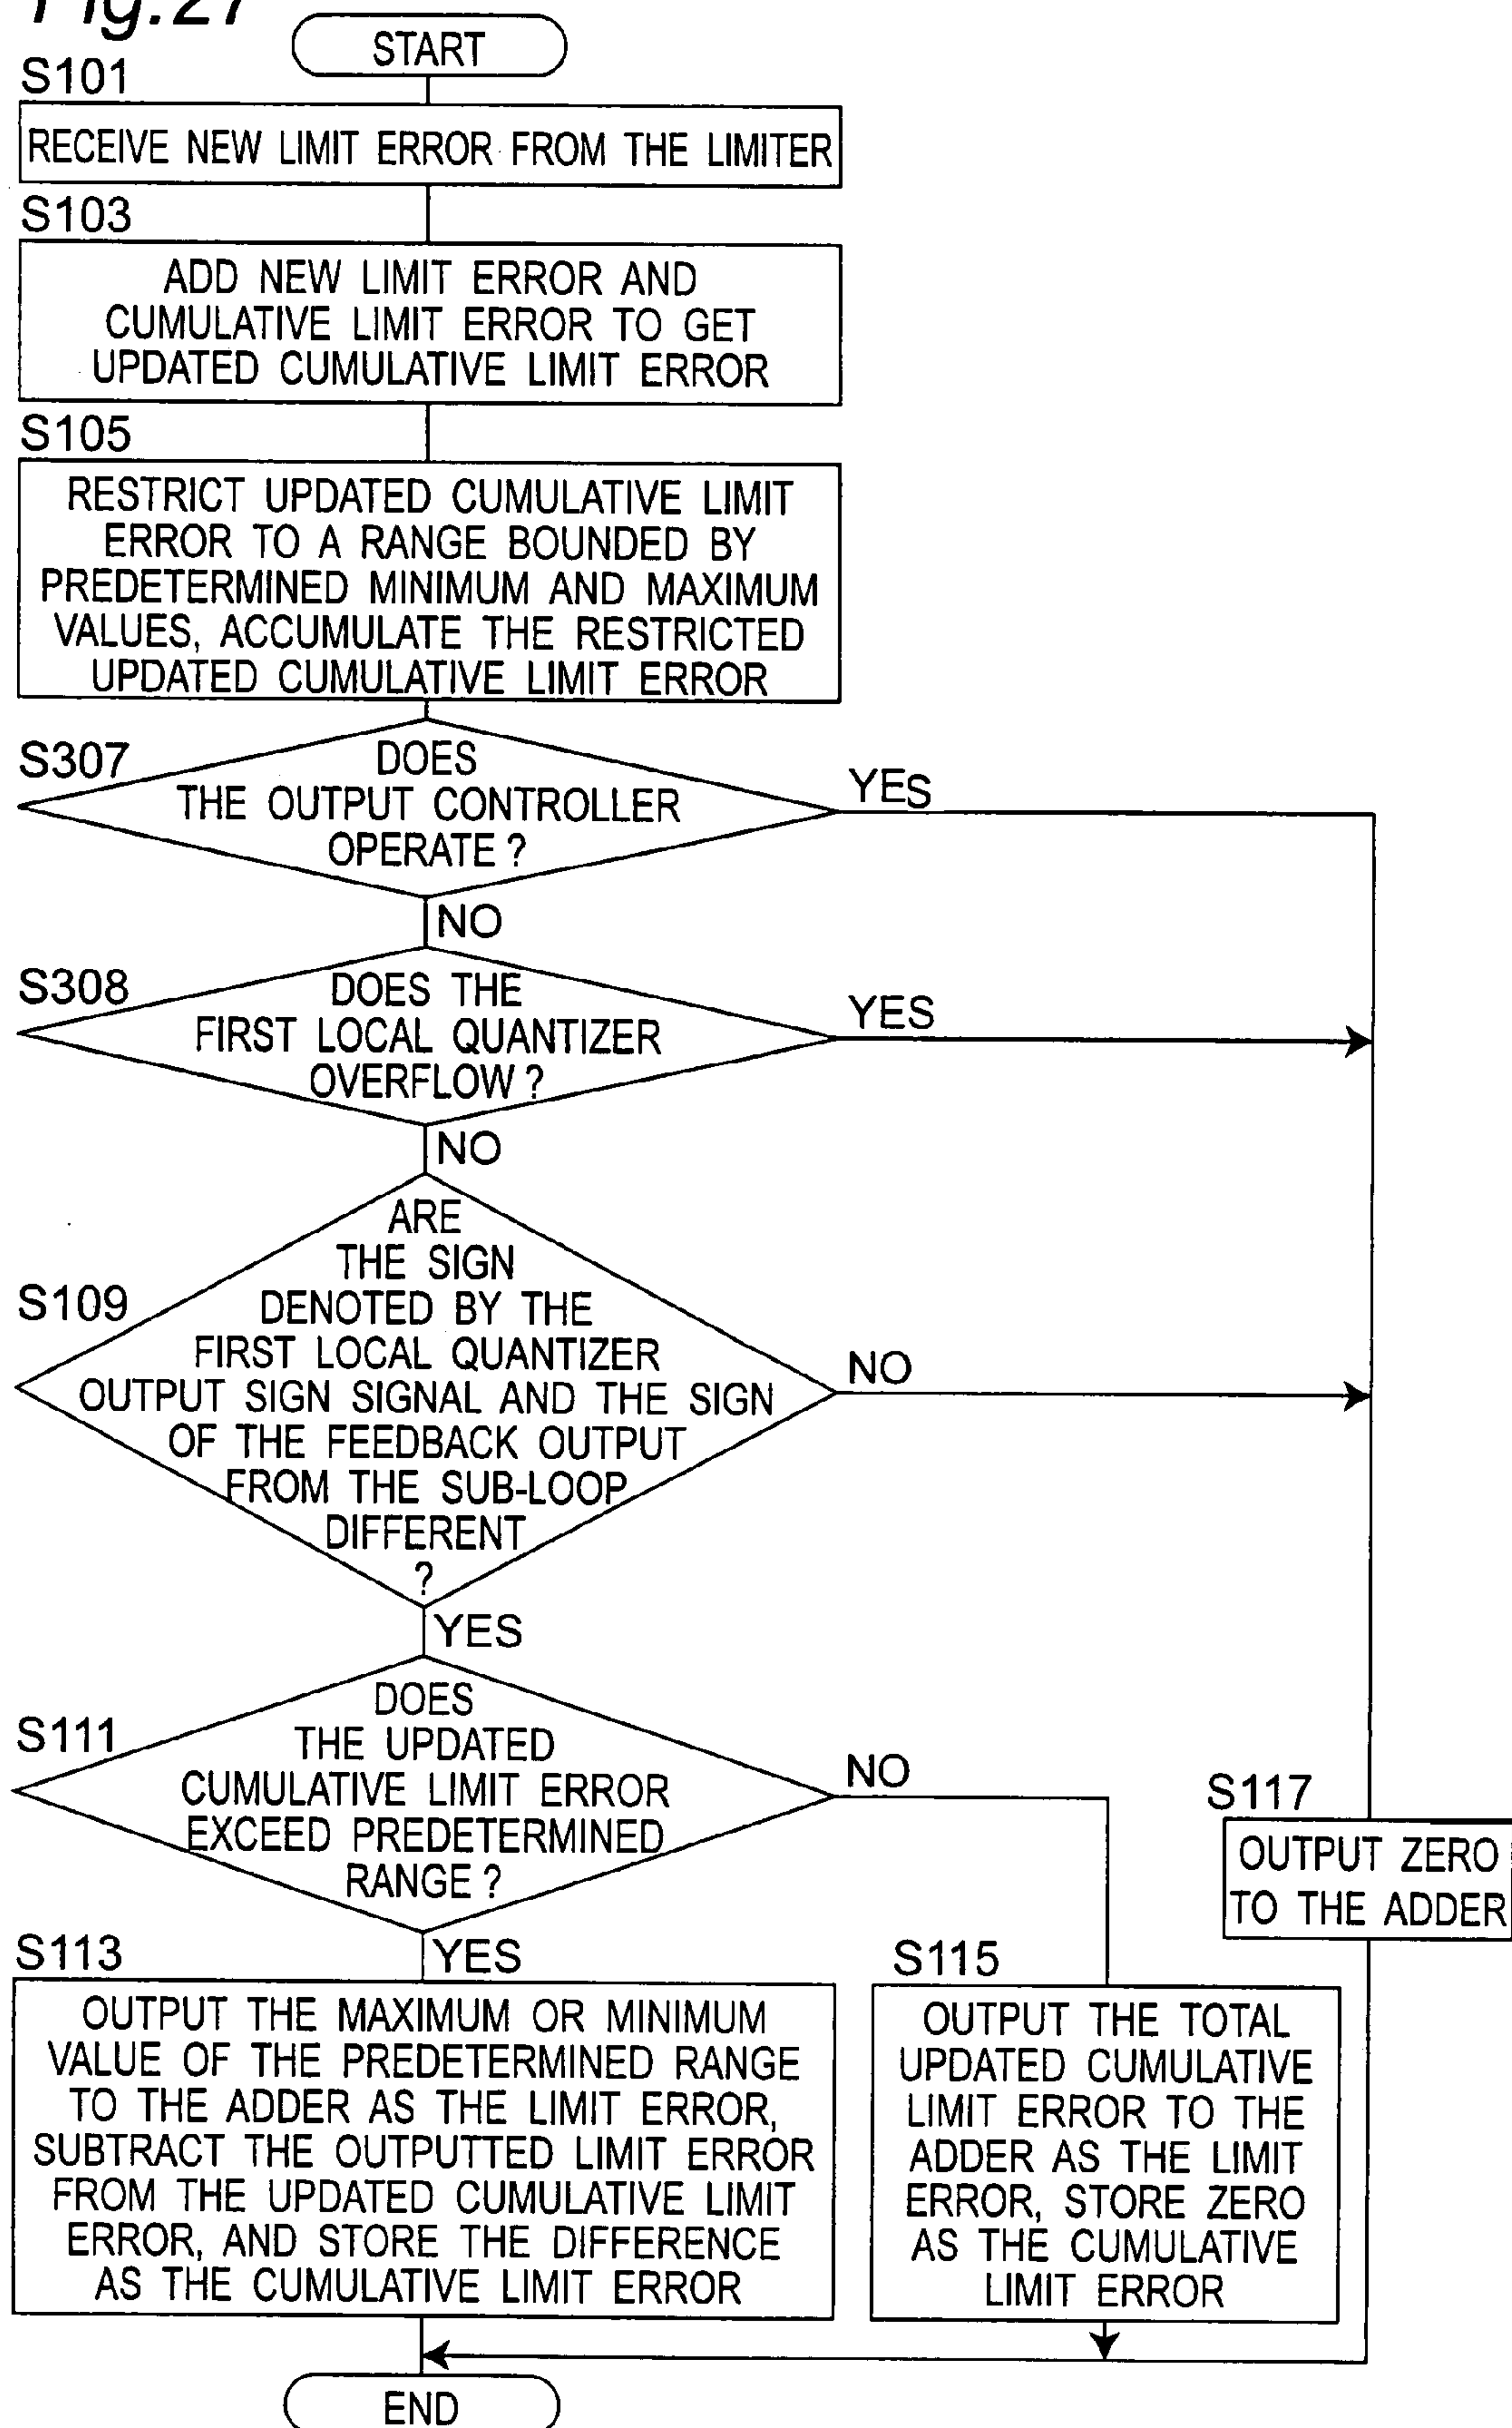 Fig.27
START
S101
RECEIVE NEW LIMIT ERROR FROM THE LIMITER
S103
ADD NEW LIMIT ERROR AND
CUMULATIVE LIMIT ERROR TO GET
UPDATED CUMULATIVE LIMIT ERROR
S105
RESTRICT UPDATED CUMULATIVE LIMIT
ERROR TO A RANGE BOUNDED BY
PREDETERMINED MINIMUM AND MAXIMUM
VALUES, ACCUMULATE THE RESTRICTED
UPDATED CUMULATIVE LIMIT ERROR
S307
DOES
THE OUTPUT CONTROLLER
OPERATE ?
YES
NO
S308
DOES THE
FIRST LOCAL QUANTIZER
OVERFLOW ?
YES
NO
S109
ARE
THE SIGN
DENOTED BY THE
FIRST LOCAL QUANTIZER
OUTPUT SIGN SIGNAL AND THE SIGN
OF THE FEEDBACK OUTPUT
FROM THE SUB-LOOP
DIFFERENT
?
NO
YES
S111
DOES
THE UPDATED
CUMULATIVE LIMIT ERROR
EXCEED PREDETERMINED
RANGE ?
NO
YES
S117
OUTPUT ZERO
TO THE ADDER
S113
OUTPUT THE MAXIMUM OR MINIMUM
VALUE OF THE PREDETERMINED RANGE
TO THE ADDER AS THE LIMIT ERROR,
SUBTRACT THE OUTPUTTED LIMIT ERROR
FROM THE UPDATED CUMULATIVE LIMIT
ERROR, AND STORE THE DIFFERENCE
AS THE CUMULATIVE LIMIT ERROR
S115
OUTPUT THE TOTAL
UPDATED CUMULATIVE
LIMIT ERROR TO THE
ADDER AS THE LIMIT
ERROR, STORE ZERO
AS THE CUMULATIVE
LIMIT ERROR
END